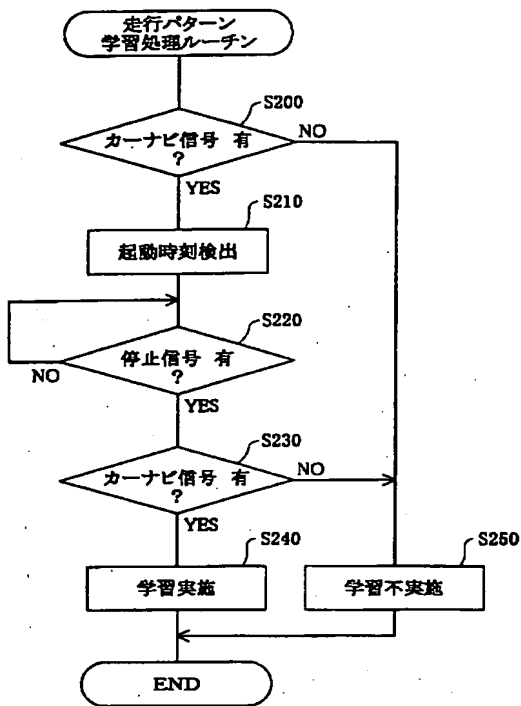 走行パターン
学習処理ルーチン
S200
カーナビ信号 有
?
NO
YES
S210
起動時刻検出
S220
停止信号 有
?
NO
YES
S230
カーナビ信号 有
?
NO
YES
S240
学習実施
S250
学習不実施
END